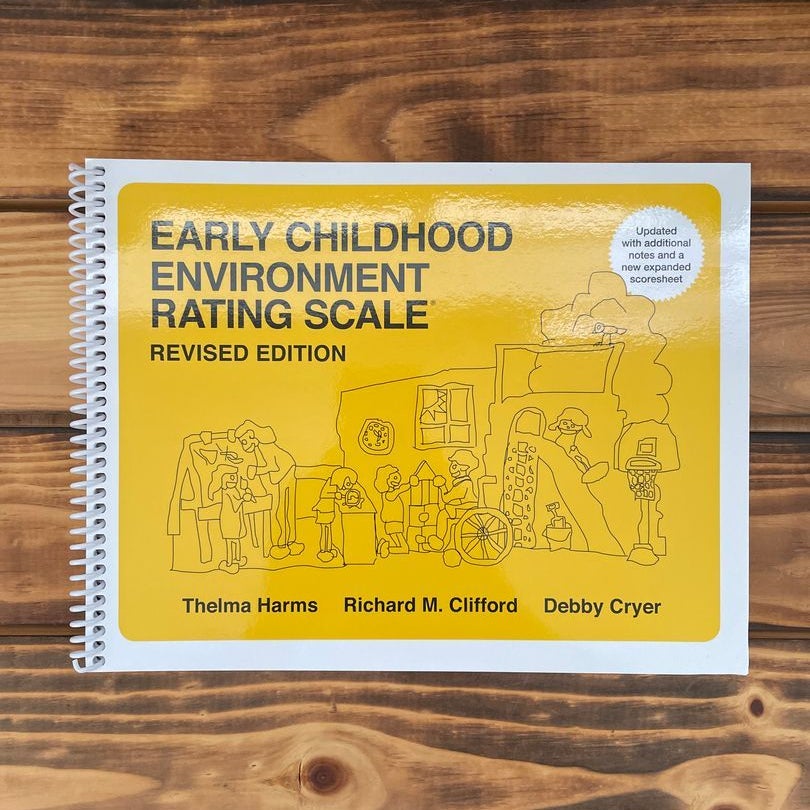 EARLY CHILDHOOD
ENVIRONMENT
RATING SCALE®
REVISED EDITION
Updated
with additional
notes and a
new expanded
scoresheet
Thelma Harms Richard M. Clifford Debby Cryer